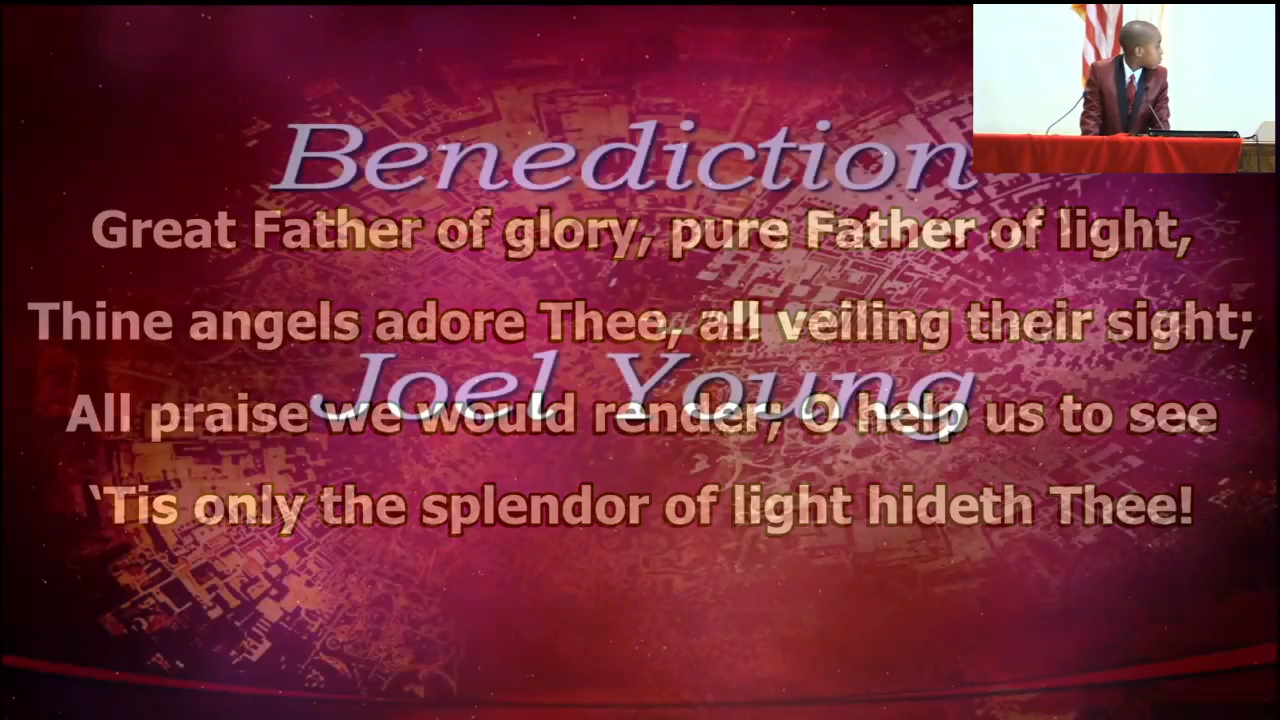 Benediction
Great Father of glory, pure Father of light,
Thine angels adore Thee, all veiling their sight;
Joel Young
All praise we would render; O help us to see
‘Tis only the splendor of light hideth Thee!